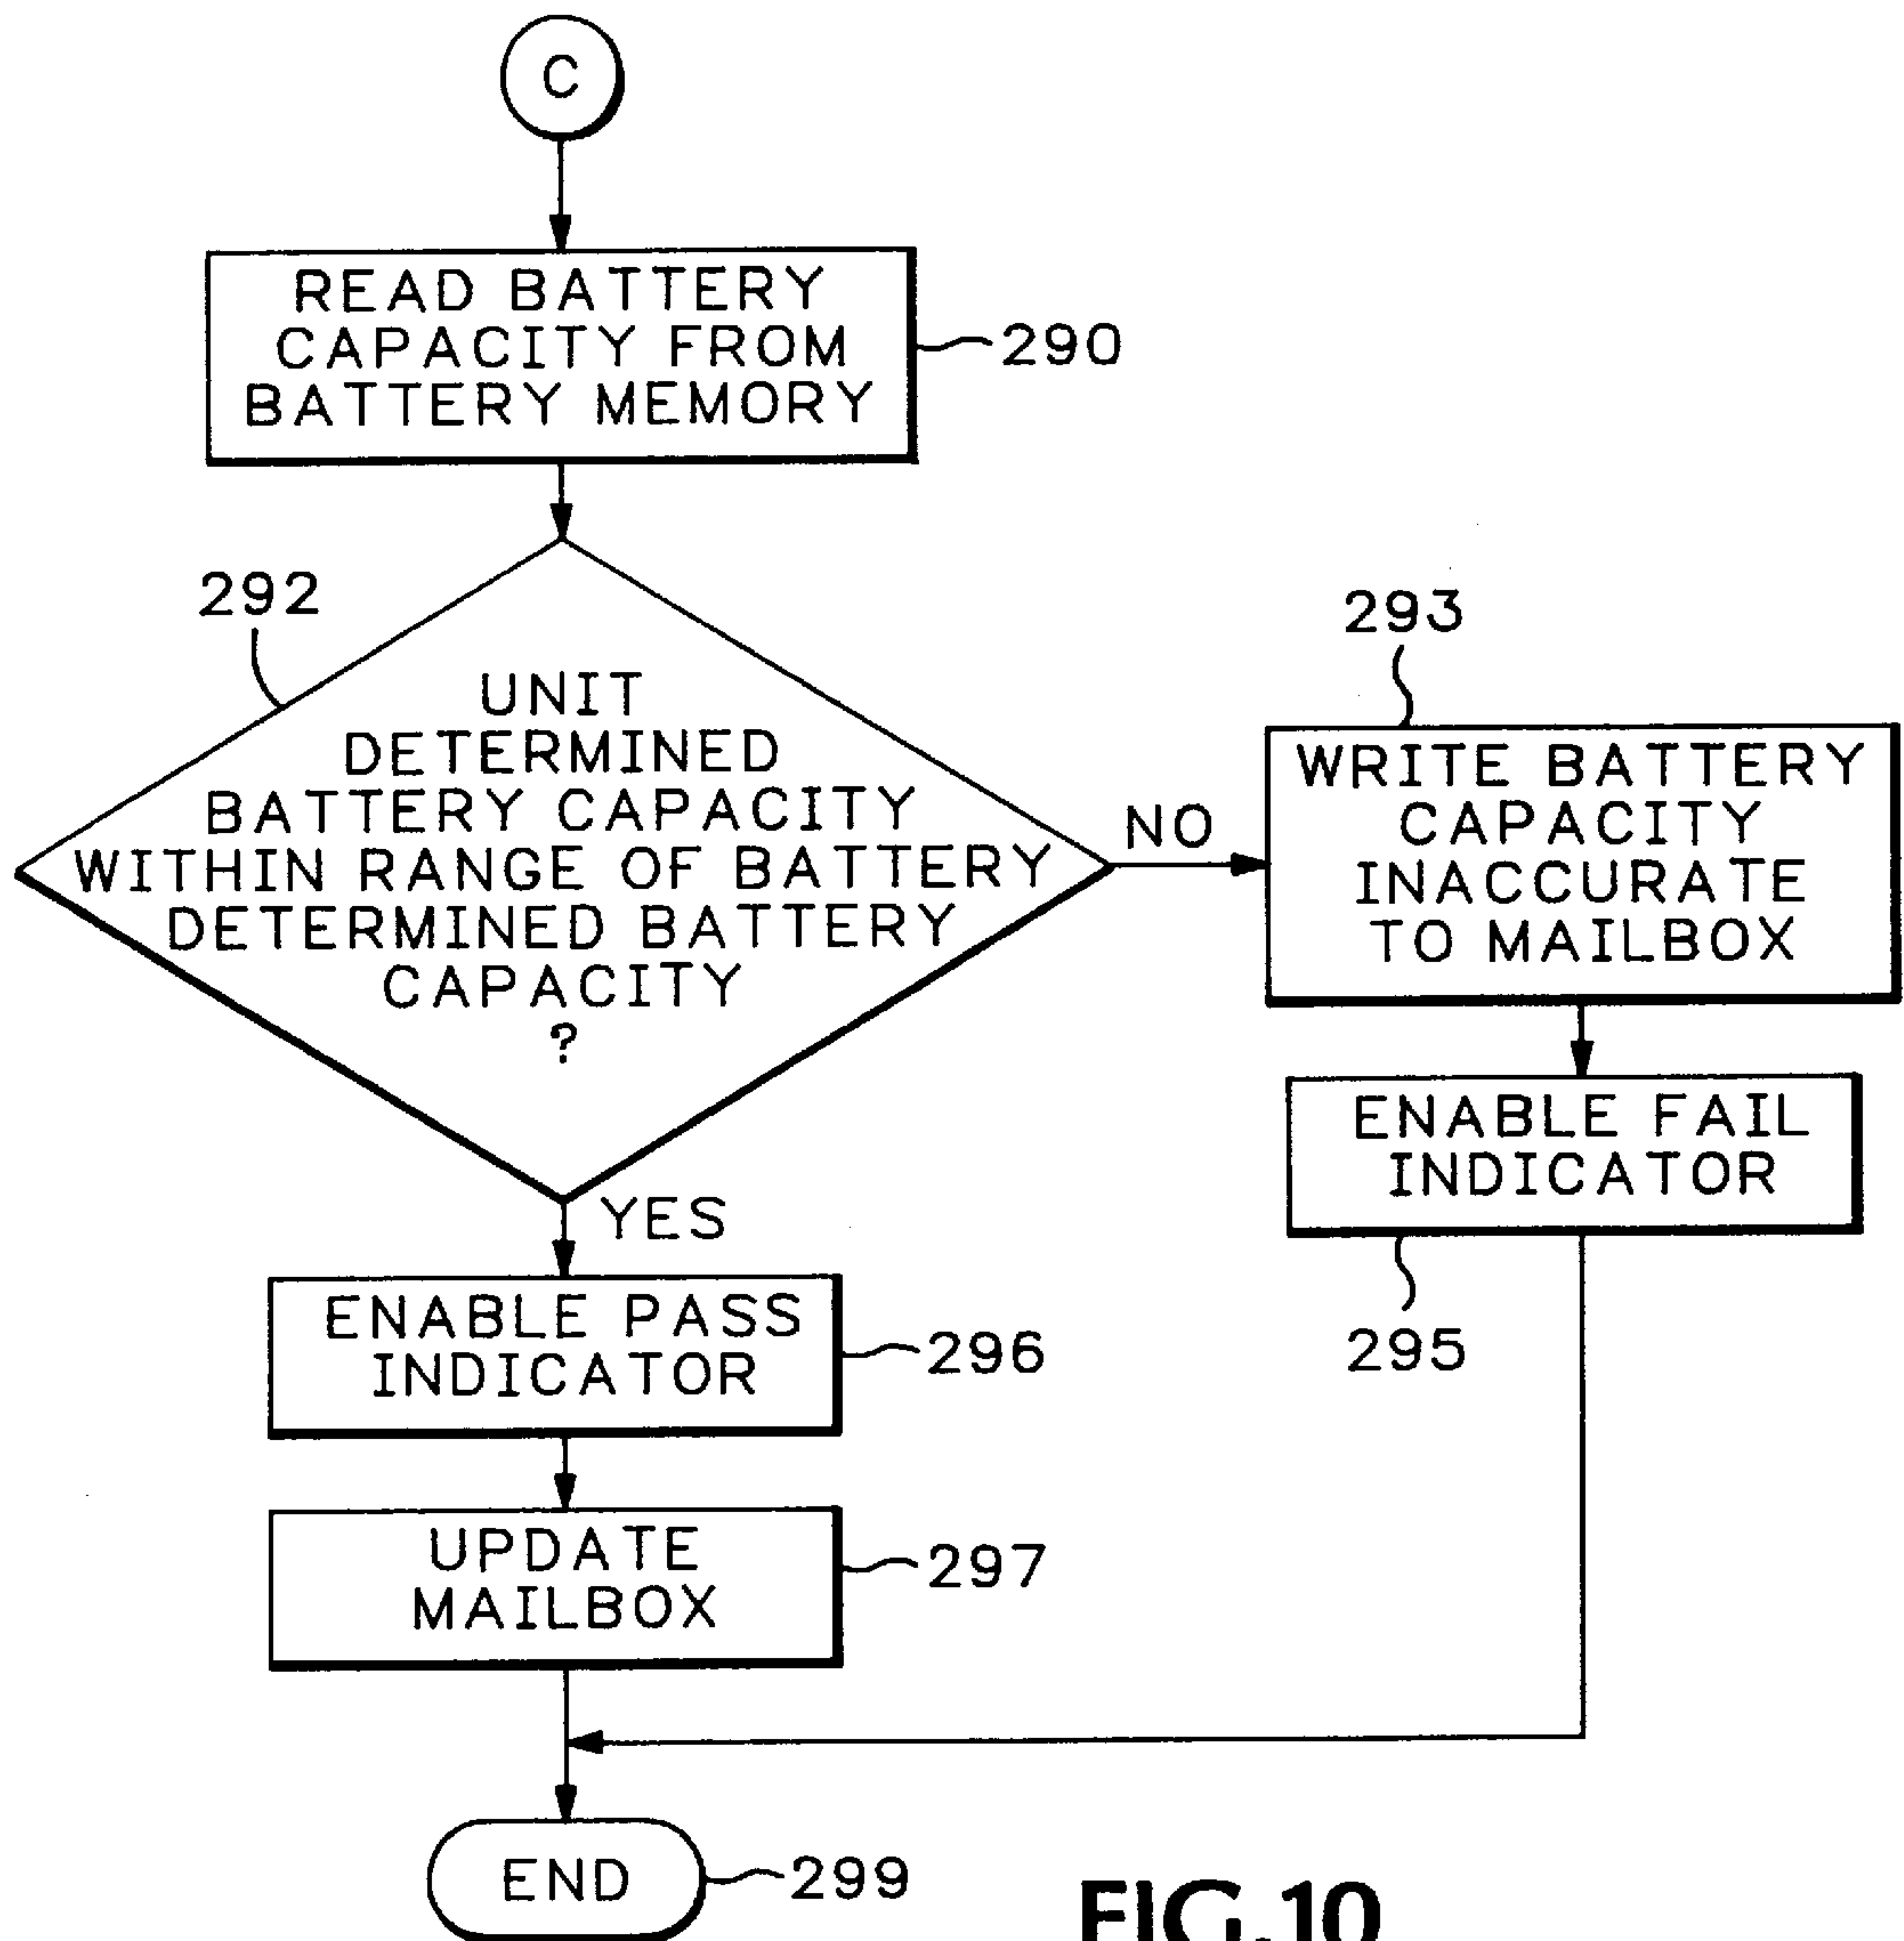 C
READ BATTERY
CAPACITY FROM
BATTERY MEMORY
290
292
UNIT
DETERMINED
BATTERY CAPACITY
WITHIN RANGE OF BATTERY
DETERMINED BATTERY
CAPACITY
?
NO
293
WRITE BATTERY
CAPACITY
INACCURATE
TO MAILBOX
ENABLE FAIL
INDICATOR
295
YES
ENABLE PASS
INDICATOR
296
UPDATE
MAILBOX
297
END
299
FIG.10